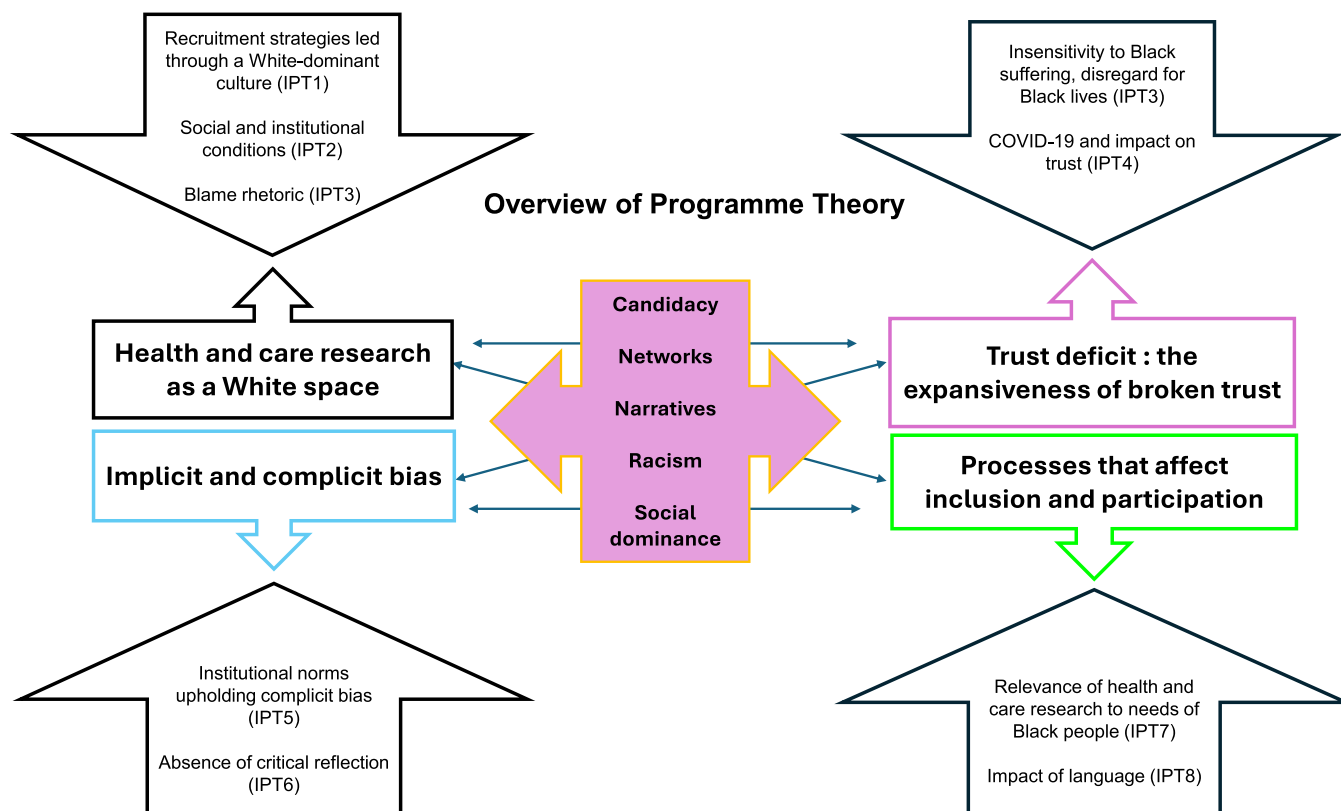 Recruitment strategies led
through a White-dominant
culture (IPT1)
Social and institutional
conditions (IPT2)
Blame rhetoric (IPT3)
Insensitivity to Black
suffering, disregard for
Black lives (IPT3)
COVID-19 and impact on
trust (IPT4)
Overview of Programme Theory
Health and care research
as a White space
Implicit and complicit bias
Candidacy
Networks
Narratives
Racism
Social
dominance
Trust deficit : the
expansiveness of broken trust
Processes that affect
inclusion and participation
Institutional norms
upholding complicit bias
(IPT5)
Absence of critical reflection
(IPT6)
Relevance of health and
care research to needs of
Black people (IPT7)
Impact of language (IPT8)